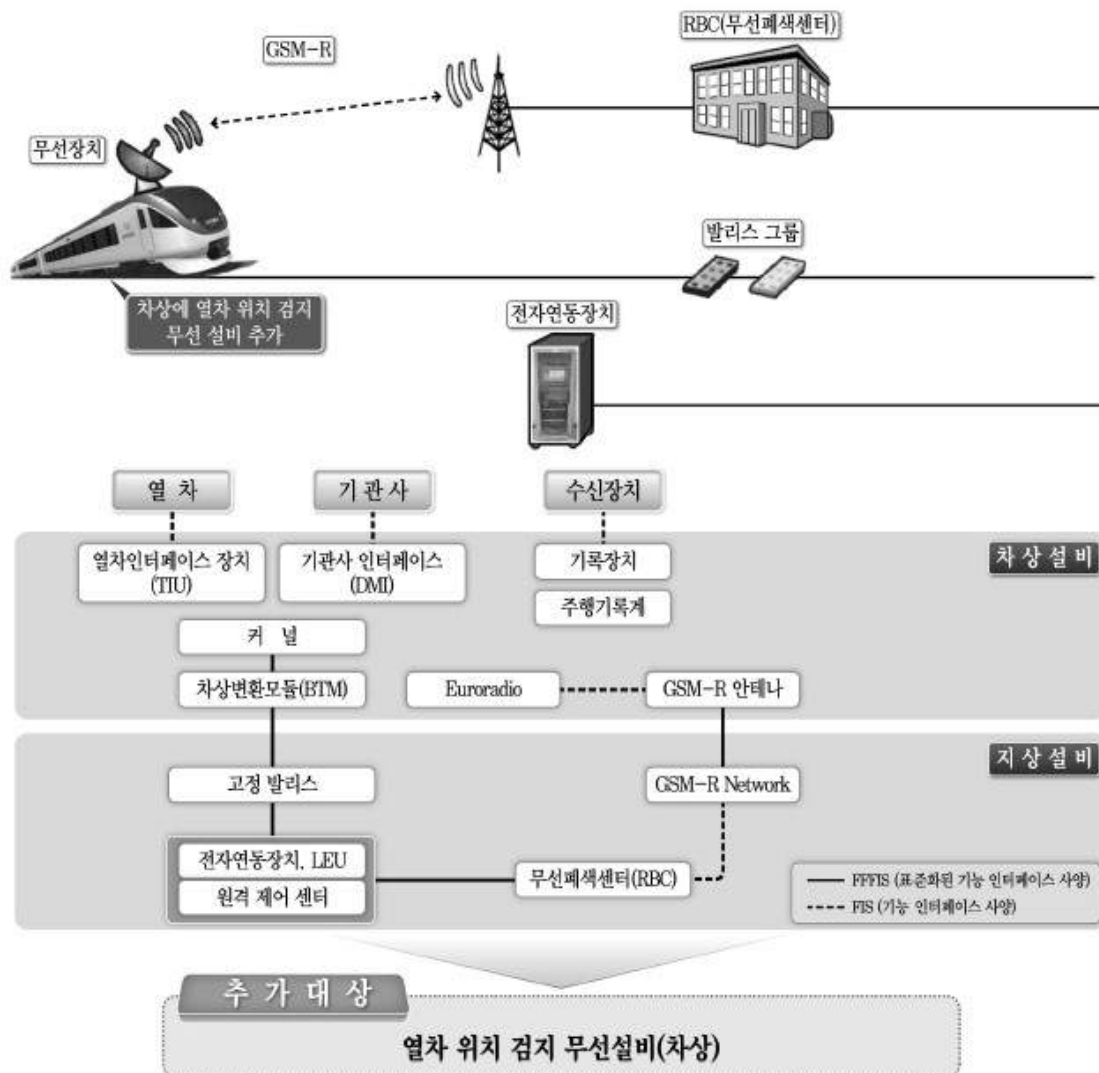 RBC(무선폐색센터)
GSM-R
무선장치
발리스 그룹
차상에 열차 위치 검지
무선 설비 추가
전자연동장치
열 차
기 관 사
수신장치
차 상 설 비
열차인터페이스 장치
(TIU)
기관사 인터페이스
(DMI)
기록장치
주행기록계
커 널
차상변환모듈(BTM)
Euroradio
GSM-R 안테나
지 상 설 비
고정 발리스
GSM-R Network
전자연동장치, LEU
원격 제어 센터
무선폐색센터(RBC)
FFFIS (표준화된 기능 인터페이스 사양)
FIS (기능 인터페이스 사양)
추 가 대 상
열차 위치 검지 무선설비(차상)